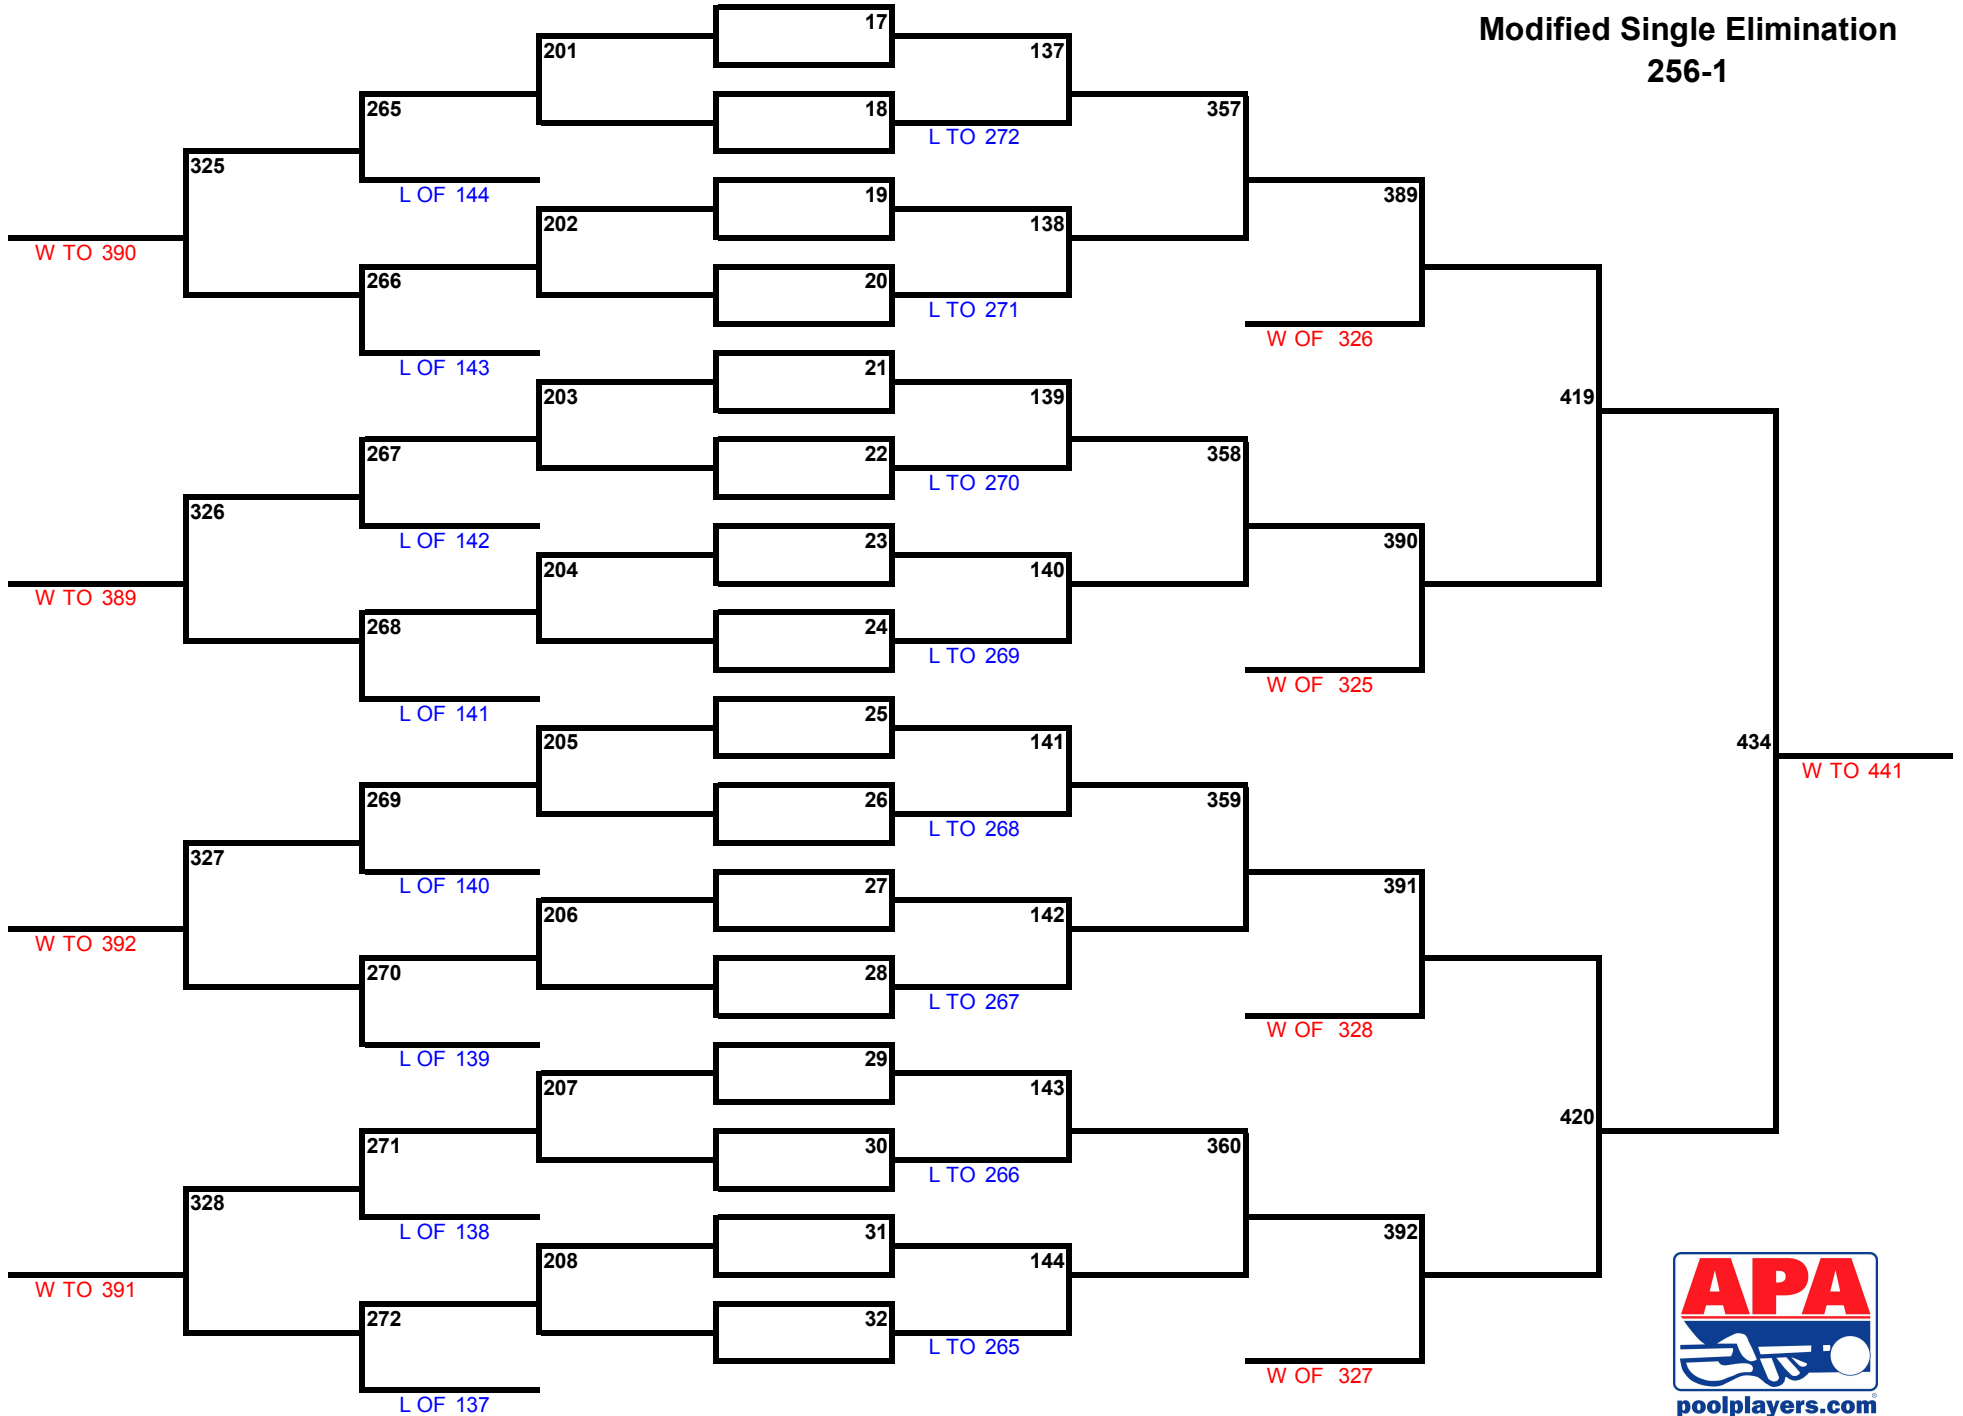 Modified Single Elimination
256-1
17
201
137
265
18
357
L TO 272
325
L OF 144
19
389
202
138
W TO 390
266
20
L TO 271
W OF 326
L OF 143
21
203
139
419
267
22
358
L TO 270
326
L OF 142
23
390
204
140
W TO 389
268
24
L TO 269
W OF 325
L OF 141
25
205
141
434
W TO 441
269
26
359
L TO 268
327
L OF 140
27
391
206
142
W TO 392
270
28
L TO 267
W OF 328
L OF 139
29
207
143
420
271
30
360
L TO 266
328
L OF 138
31
392
208
144
W TO 391
272
32
L TO 265
W OF 327
L OF 137
APA
poolplayers.com